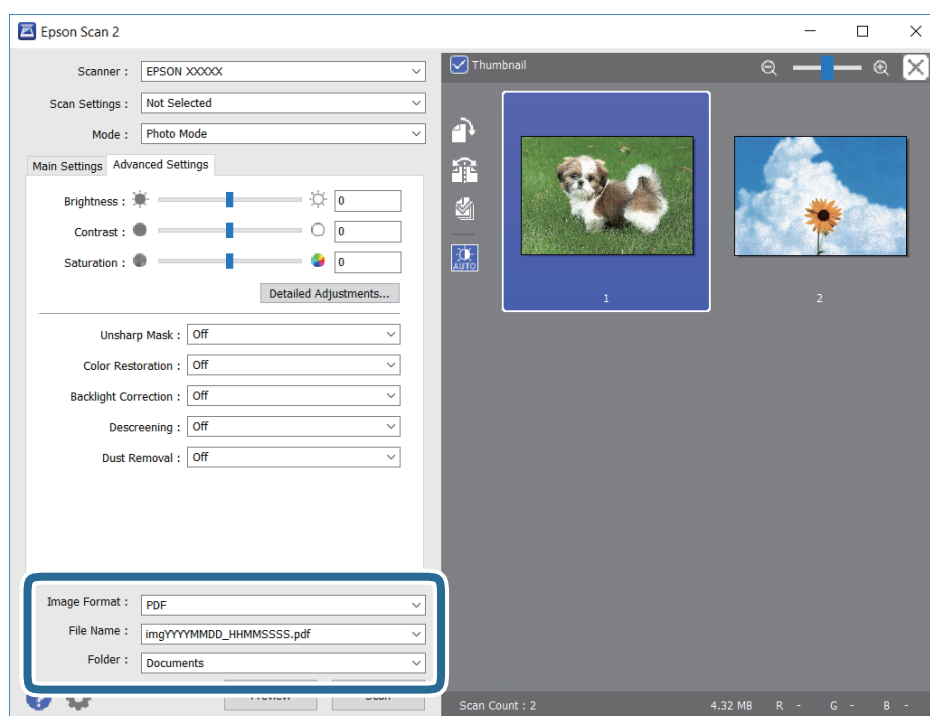 Epson Scan 2
Scanner : EPSON XXXXX
Scan Settings : Not Selected
Mode : Photo Mode
Main Settings Advanced Settings
Brightness : 0
Contrast : 0
Saturation : 0
Detailed Adjustments...
Unsharp Mask : Off
Color Restoration : Off
Backlight Correction : Off
Descreening : Off
Dust Removal : Off
Image Format : PDF
File Name : imgYYYYMMDD_HHMMSSSS.pdf
Folder : Documents
Preview Scan
Thumbnail
AUTO
1 2
Scan Count : 2 4.32 MB R - G - B -